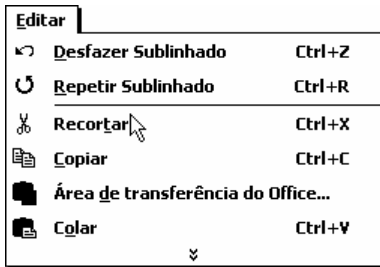 Editar
Desfazer Sublinhado Ctrl+Z
Repetir Sublinhado Ctrl+R
Recortar Ctrl+X
Copiar Ctrl+C
Área de transferência do Office...
Colar Ctrl+V